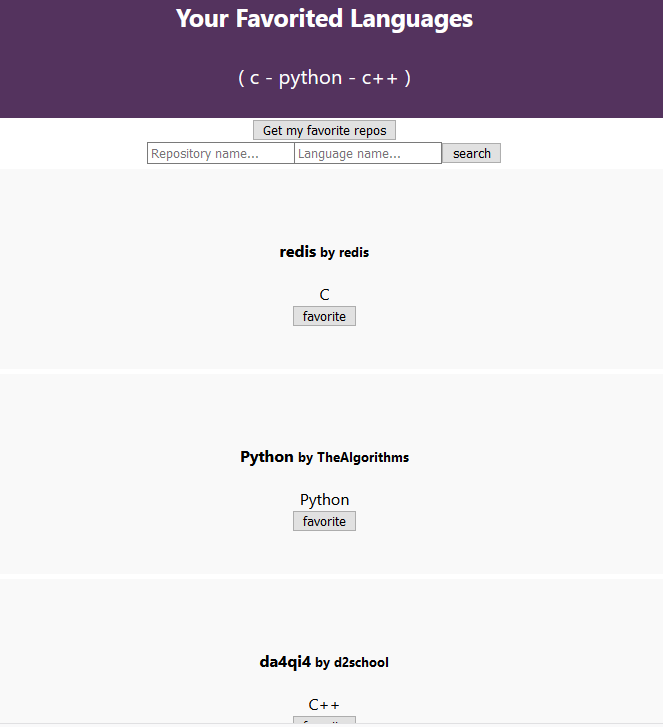 Your Favorited Languages
( c - python - c++ )
Get my favorite repos
Repository name... Language name... search
redis by redis
C
favorite
Python by TheAlgorithms
Python
favorite
da4qi4 by d2school
C++